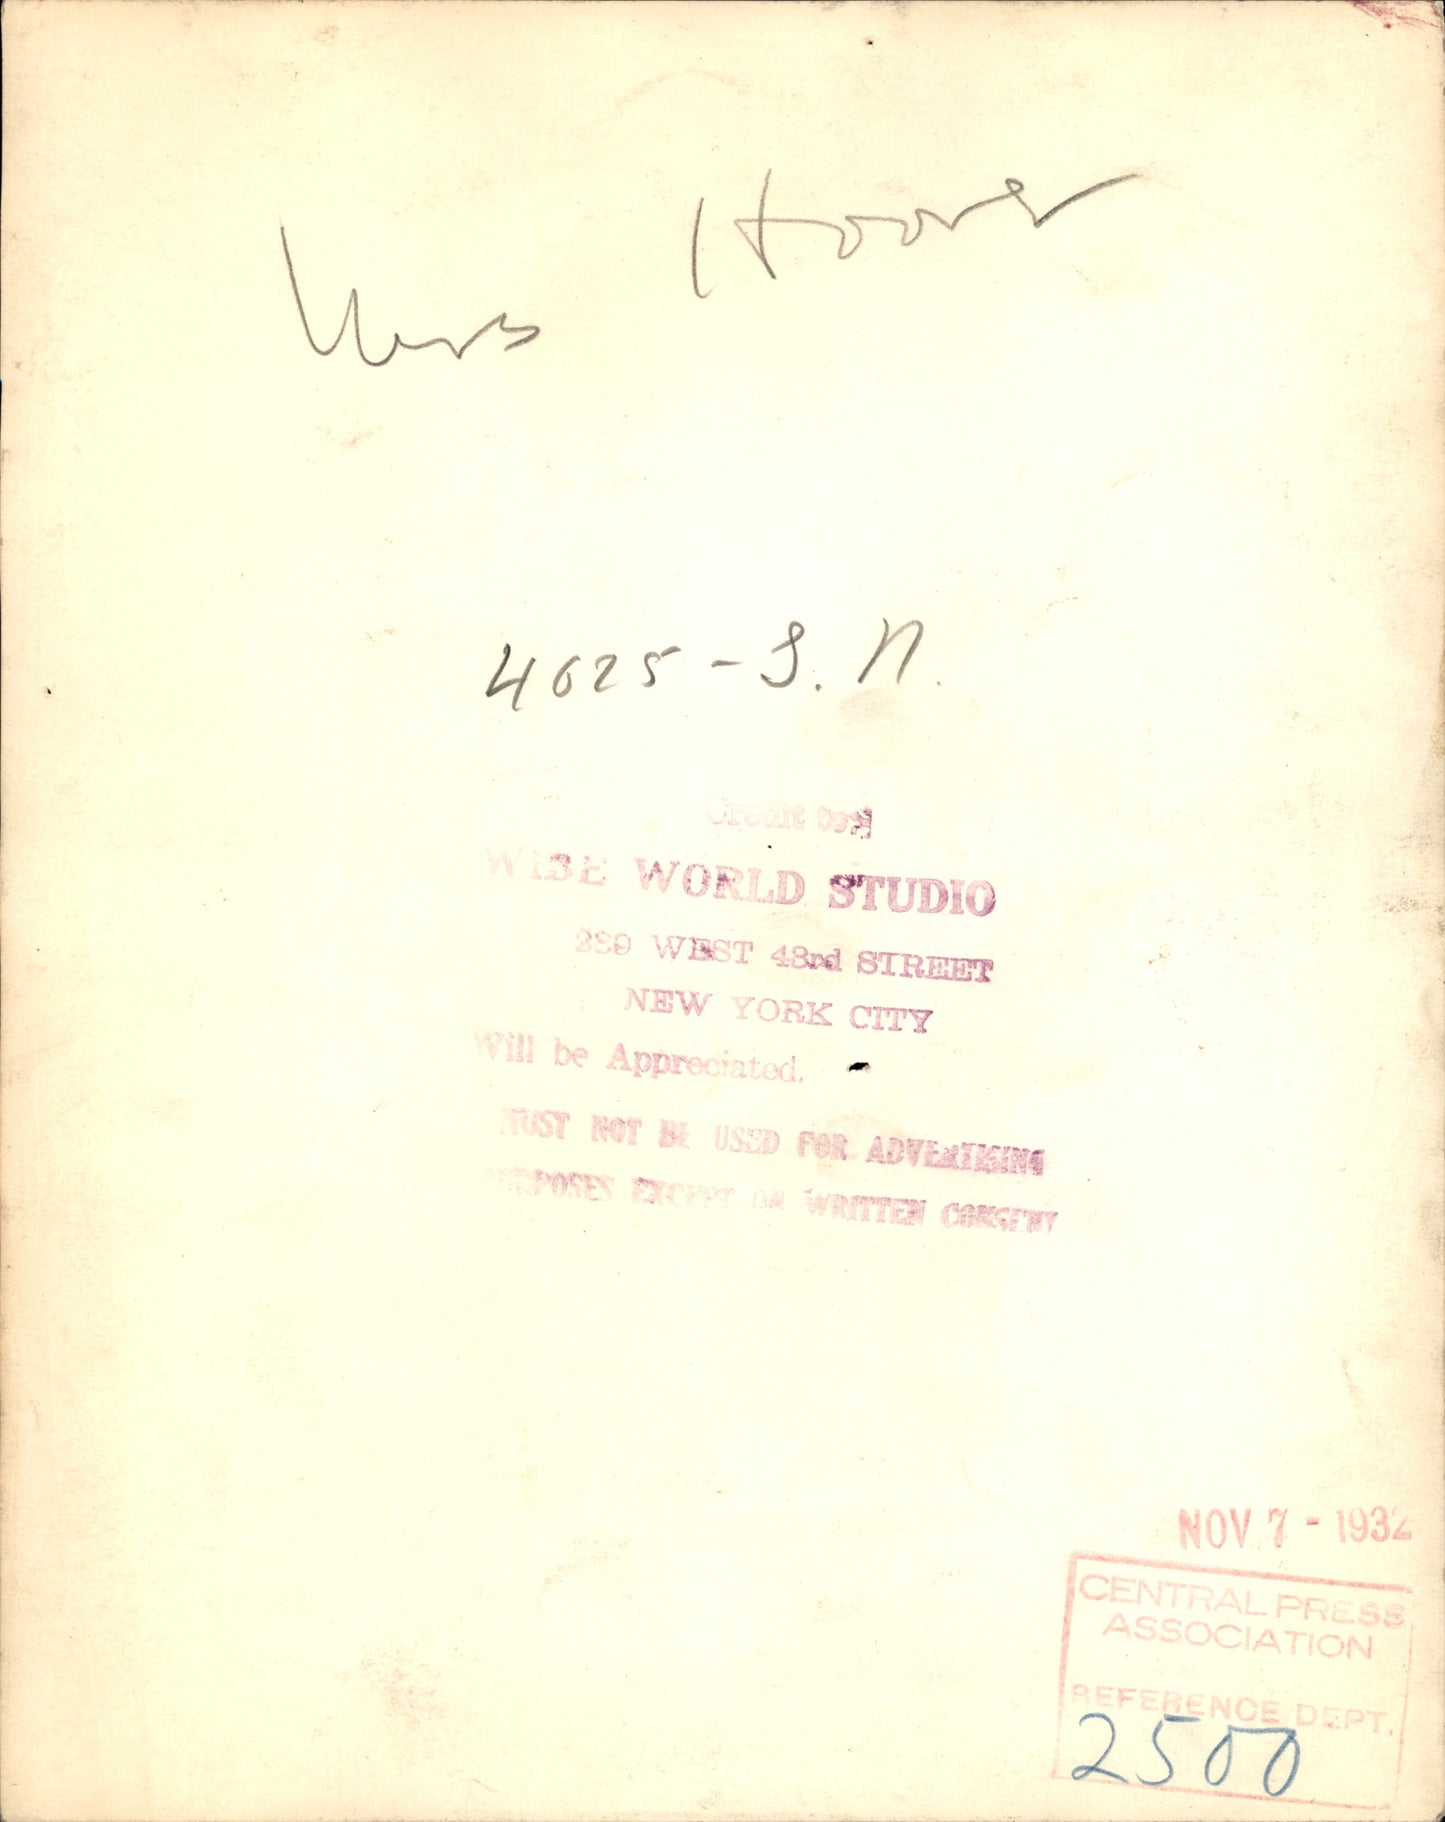 Mrs Hoover
4625 - S. N.
Credit to
WIDE WORLD STUDIO
229 WEST 43rd STREET
NEW YORK CITY
Will be Appreciated.
MUST NOT BE USED FOR ADVERTISING
PURPOSES EXCEPT ON WRITTEN CONSENT
NOV 7 - 1932
CENTRAL PRESS
ASSOCIATION
REFERENCE DEPT.
2500